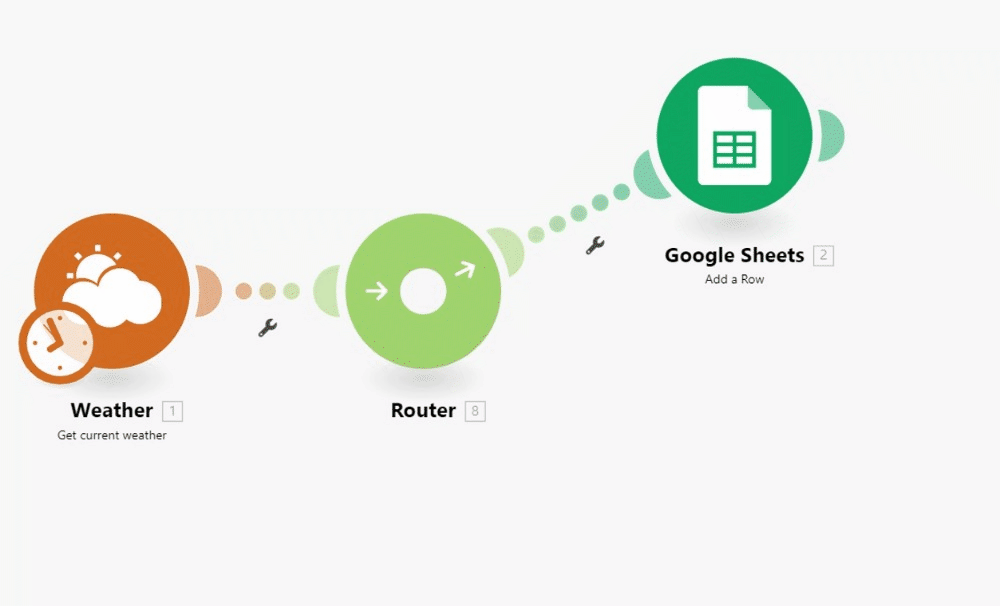 Google Sheets 2
Add a Row
Weather 1
Get current weather
Router 8